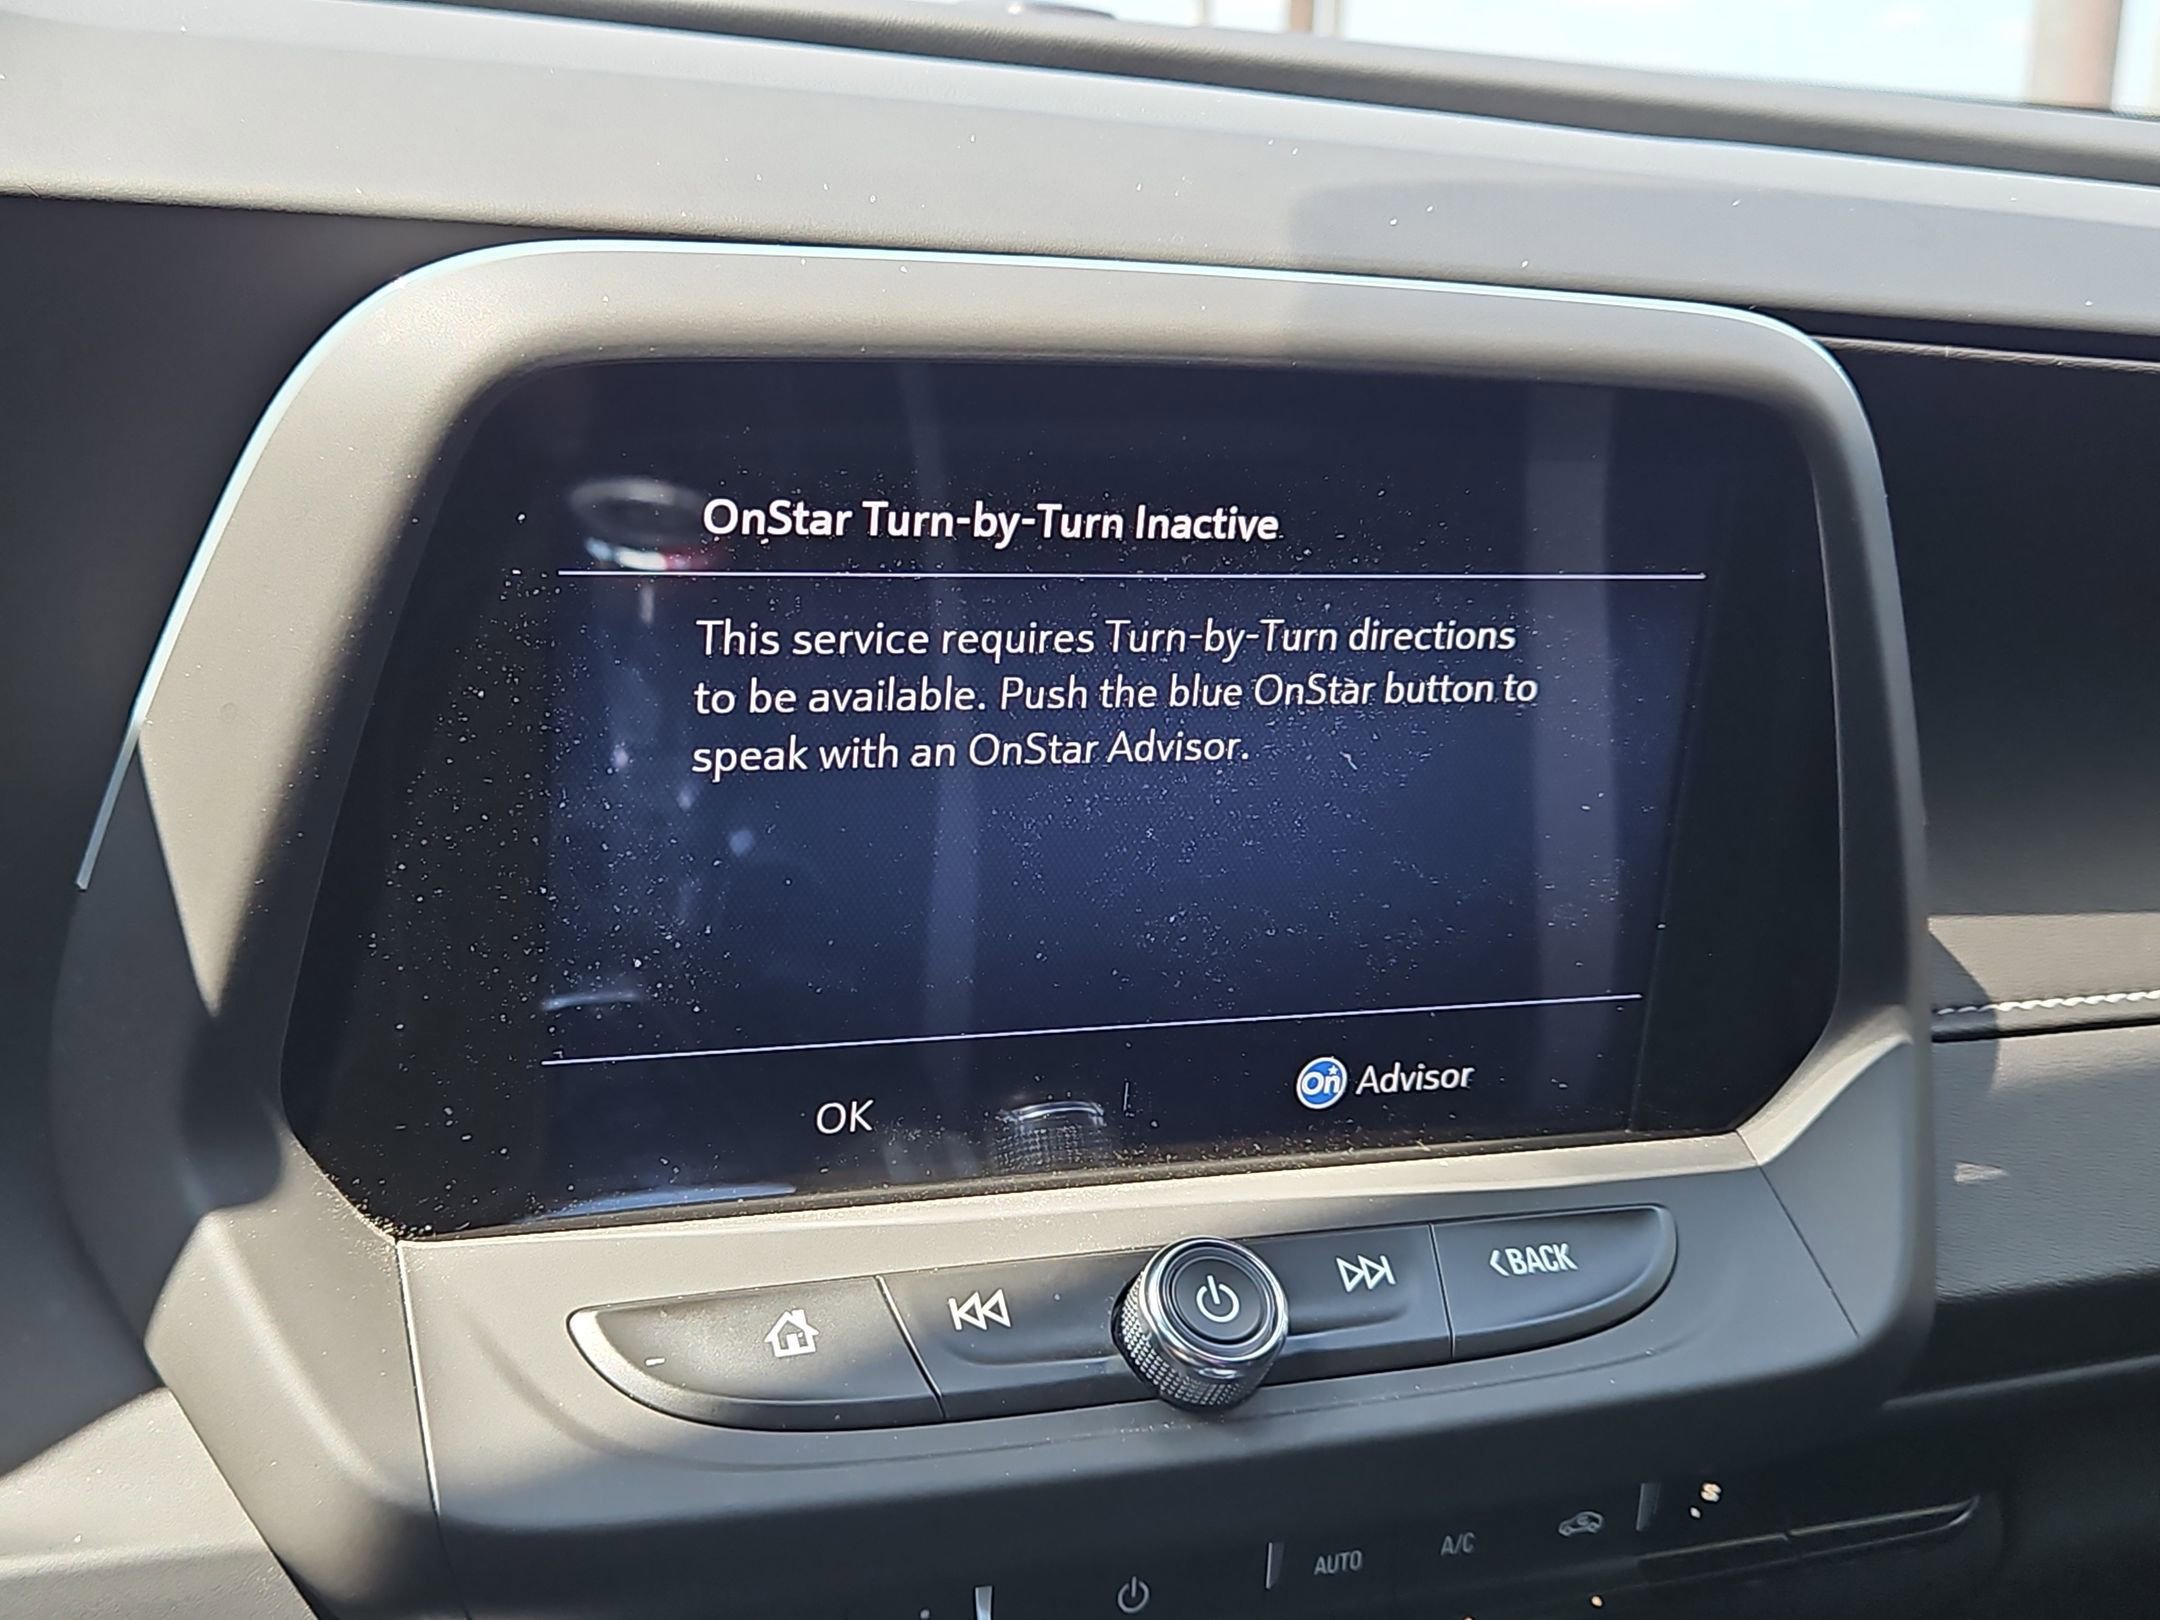 OnStar Turn-by-Turn Inactive
This service requires Turn-by-Turn directions
to be available. Push the blue OnStar button to
speak with an OnStar Advisor.
OK
On Advisor
<BACK
AUTO A/C